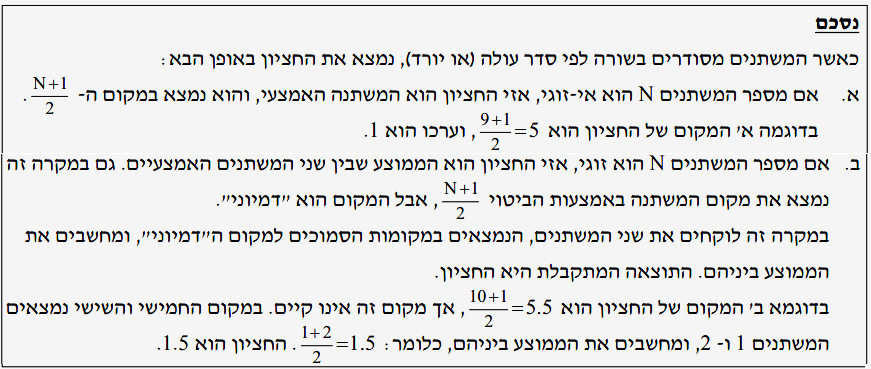 נסכם
כאשר המשתנים מסודרים בשורה לפי סדר עולה (או יורד), נמצא את החציון באופן הבא:
א. אם מספר המשתנים N הוא אי-זוגי, אזי החציון הוא המשתנה האמצעי, והוא נמצא במקום ה- \frac{N+1}{2}.
בדוגמה א׳ המקום של החציון הוא \frac{9+1}{2}=5, וערכו הוא 1.
ב. אם מספר המשתנים N הוא זוגי, אזי החציון הוא הממוצע שבין שני המשתנים האמצעיים. גם במקרה זה
נמצא את מקום המשתנה באמצעות הביטוי \frac{N+1}{2}, אבל המקום הוא ״דמיוני״.
במקרה זה לוקחים את שני המשתנים, הנמצאים במקומות הסמוכים למקום ה״דמיוני״, ומחשבים את
הממוצע ביניהם. התוצאה המתקבלת היא החציון.
בדוגמא ב׳ המקום של החציון הוא \frac{10+1}{2}=5.5, אך מקום זה אינו קיים. במקום החמישי והשישי נמצאים
המשתנים 1 ו- 2, ומחשבים את הממוצע ביניהם, כלומר: \frac{1+2}{2}=1.5. החציון הוא 1.5.